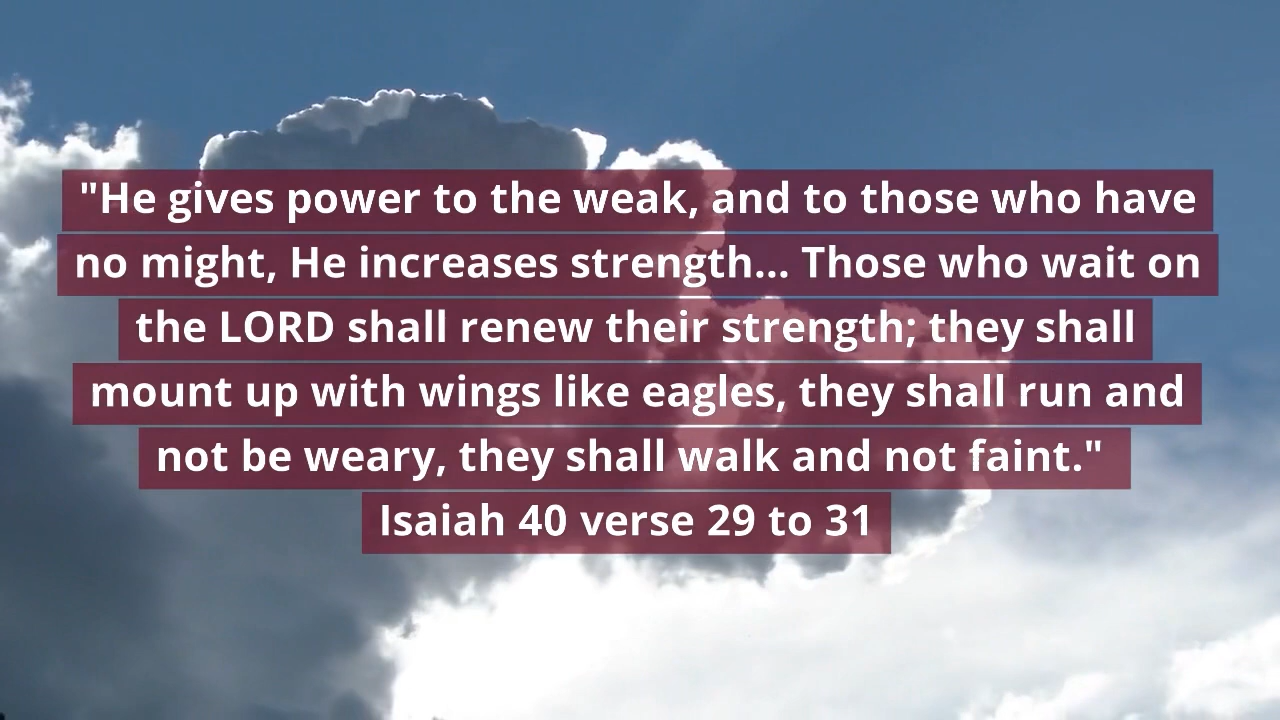 "He gives power to the weak, and to those who have
no might, He increases strength... Those who wait on
the LORD shall renew their strength; they shall
mount up with wings like eagles, they shall run and
not be weary, they shall walk and not faint."
Isaiah 40 verse 29 to 31